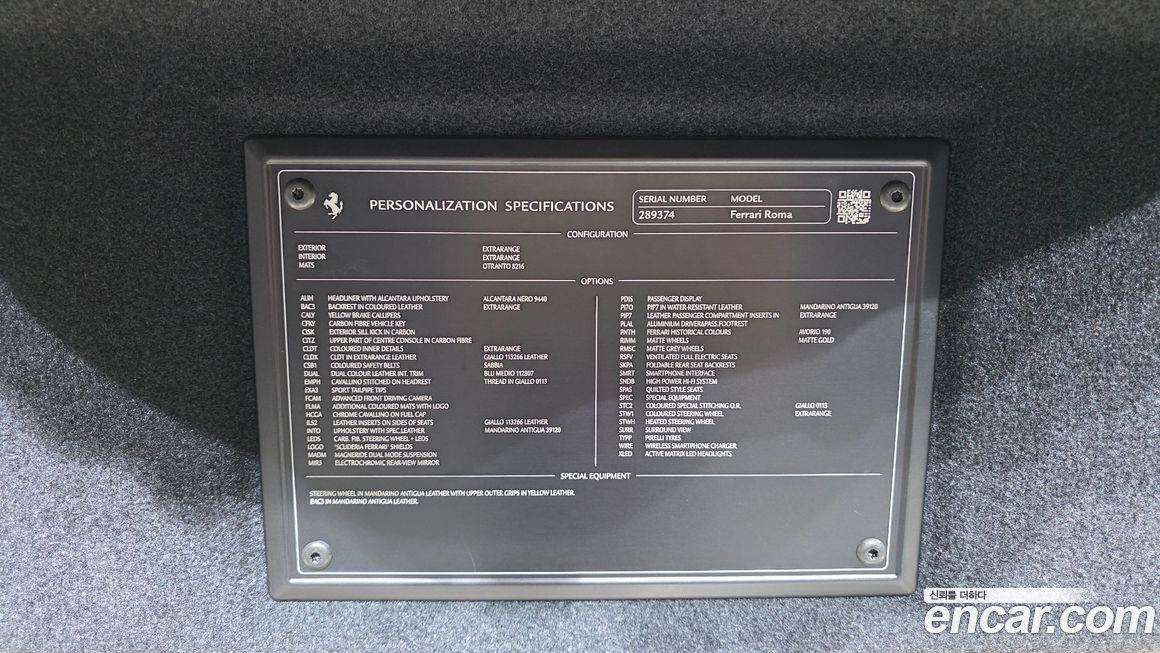 PERSONALIZATION SPECIFICATIONS
SERIAL NUMBER MODEL
289374 Ferrari Roma
CONFIGURATION
EXTERIOR EXTRARANGE
INTERIOR EXTRARANGE
MATS OTRANTO 8216
OPTIONS
ALIH HEADLINER WITH ALCANTARA UPHOLSTERY ALCANTARA NERO 9440
BAC3 BACKREST IN COLOURED LEATHER EXTRARANGE
CALY YELLOW BRAKE CALLIPERS
CFKY CARBON FIBRE VEHICLE KEY
CISK EXTERIOR SILL KICK IN CARBON
CITZ UPPER PART OF CENTRE CONSOLE IN CARBON FIBRE
CLDT COLOURED INNER DETAILS EXTRARANGE
CLDX CLDT IN EXTRARANGE LEATHER GIALLO 113266 LEATHER
CSB1 COLOURED SAFETY BELTS SABBIA
DUAL DUAL COLOUR LEATHER INT. TRIM BLU MEDIO 112807
EMPH CAVALLINO STITCHED ON HEADREST THREAD IN GIALLO 0113
EXA3 SPORT TAILPIPE TIPS
FCAM ADVANCED FRONT DRIVING CAMERA
FLMA ADDITIONAL COLOURED MATS WITH LOGO
HCGA CHROME CAVALLINO ON FUEL CAP
ILS2 LEATHER INSERTS ON SIDES OF SEATS GIALLO 113266 LEATHER
INTO UPHOLSTERY WITH SPEC.LEATHER MANDARINO ANTIGUA 39120
LEDS CARB. FIB. STEERING WHEEL + LEDS
LOGO "SCUDERIA FERRARI" SHIELDS
MADM MAGNERIDE DUAL MODE SUSPENSION
MIR3 ELECTROCHROMIC REAR-VIEW MIRROR
PDIS PASSENGER DISPLAY
PI7O PIP7 IN WATER-RESISTANT LEATHER MANDARINO ANTIGUA 39120
PIP7 LEATHER PASSENGER COMPARTMENT INSERTS IN EXTRARANGE
PLAL ALUMINIUM DRIVER&PASS.FOOTREST
PNTH FERRARI HISTORICAL COLOURS AVORIO 190
RIMM MATTE WHEELS MATTE GOLD
RMSC MATTE GREY WHEELS
RSFV VENTILATED FULL ELECTRIC SEATS
SKPA FOLDABLE REAR SEAT BACKRESTS
SMRT SMARTPHONE INTERFACE
SNDB HIGH POWER HI-FI SYSTEM
SPAS QUILTED STYLE SEATS
SPEC SPECIAL EQUIPMENT
STC2 COLOURED SPECIAL STITCHING O.R. GIALLO 0113
STW1 COLOURED STEERING WHEEL EXTRARANGE
STWH HEATED STEERING WHEEL
SURR SURROUND VIEW
TYPP PIRELLI TYRES
WIRE WIRELESS SMARTPHONE CHARGER
XLED ACTIVE MATRIX LED HEADLIGHTS
SPECIAL EQUIPMENT
STEERING WHEEL IN MANDARINO ANTIGUA LEATHER WITH UPPER OUTER GRIPS IN YELLOW LEATHER.
BAC3 IN MANDARINO ANTIGUA LEATHER.
신뢰를 더하다
encar.com